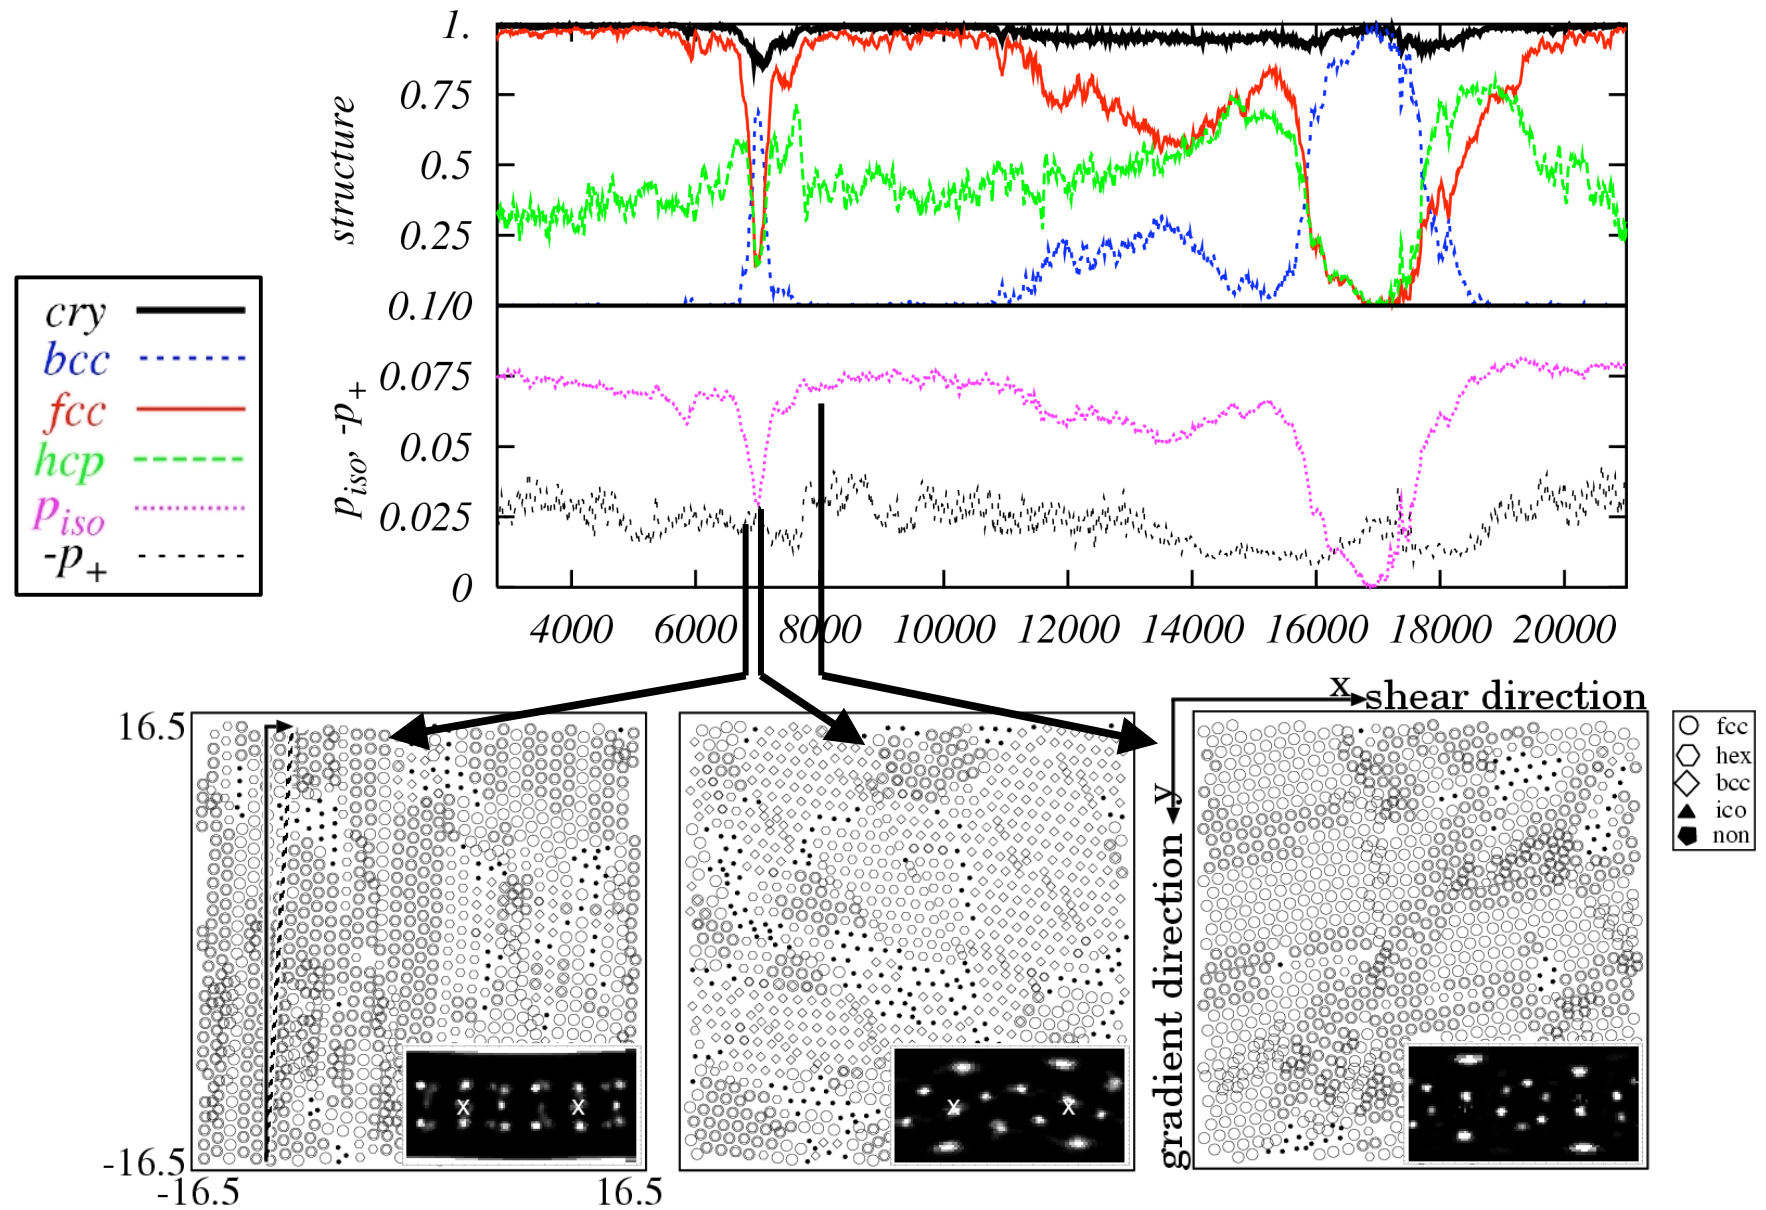 1.
0.75
0.5
0.25
0.1/0
structure
0.075
0.05
0.025
0
p_iso, -p_+
cry
bcc
fcc
hcp
p_iso
-p_+
4000 6000 8000 10000 12000 14000 16000 18000 20000
x shear direction
y
gradient direction
16.5
-16.5
-16.5 16.5
x x
x x
fcc
hex
bcc
ico
non